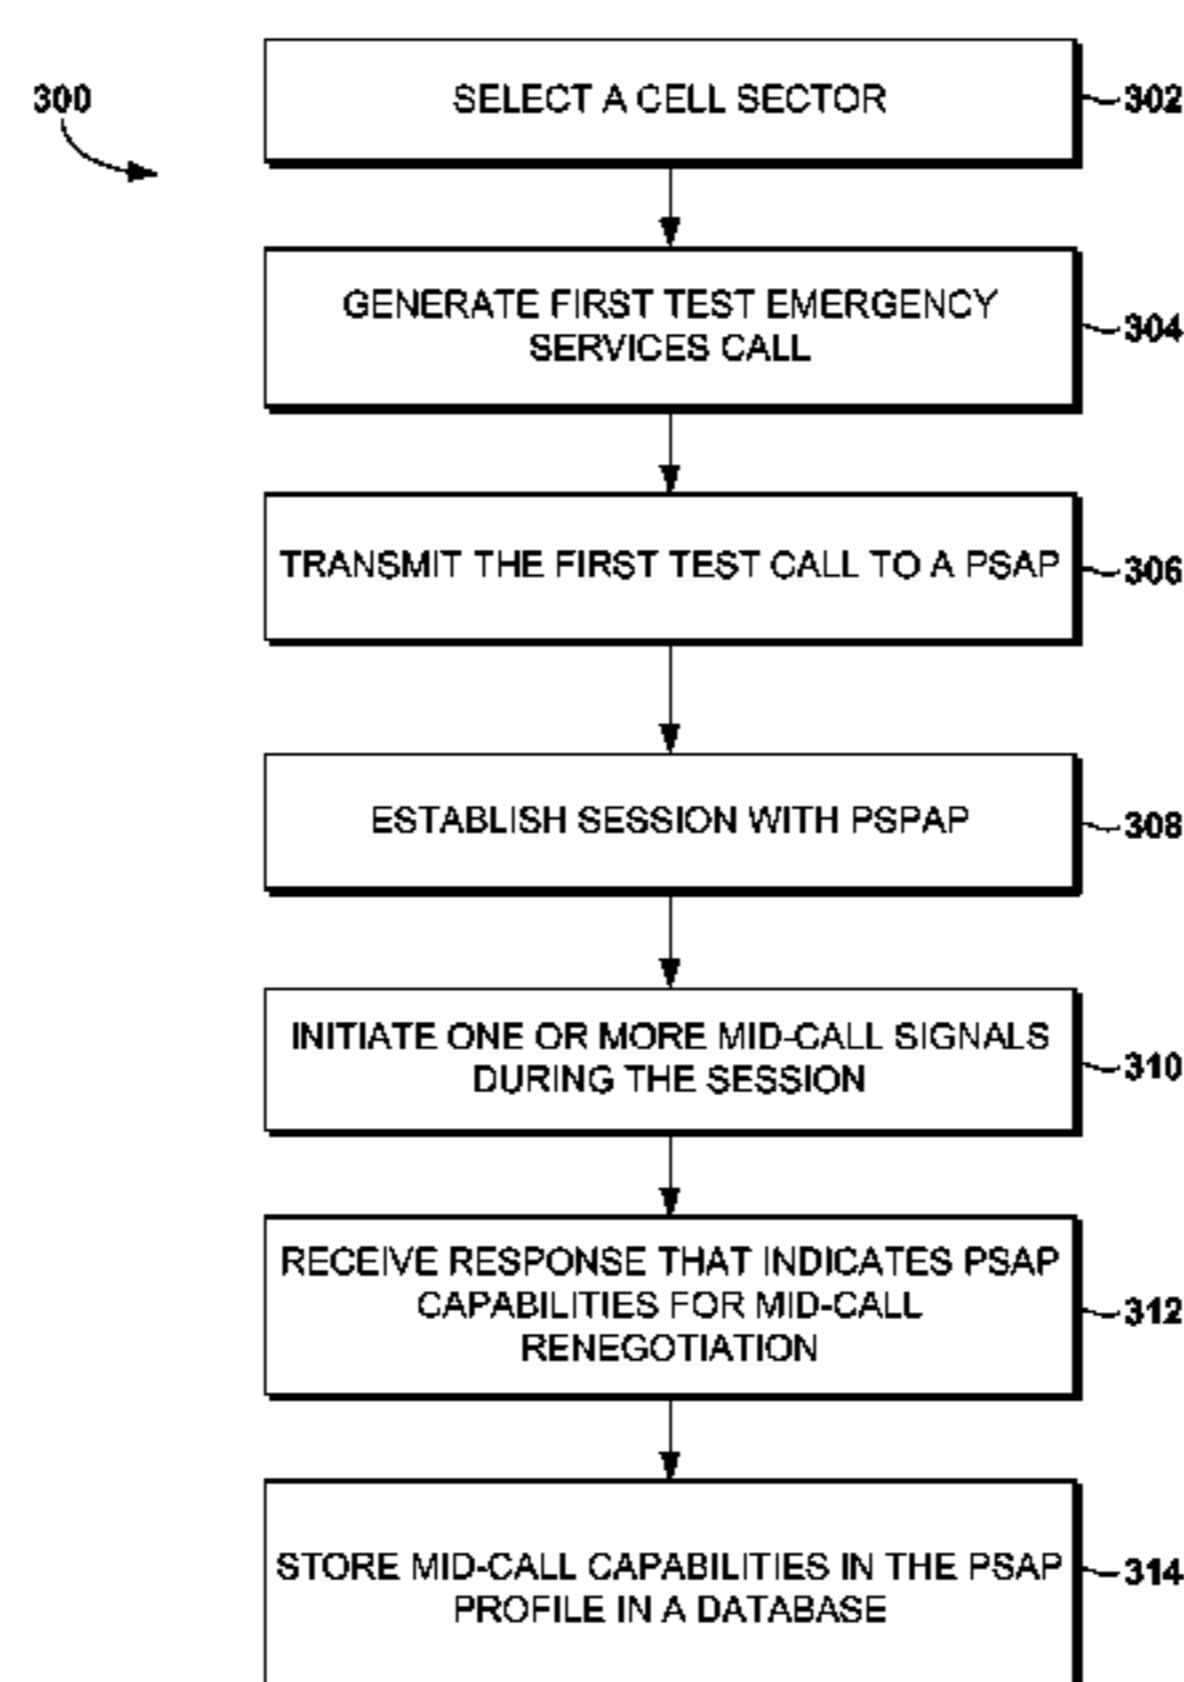 300
SELECT A CELL SECTOR
302
GENERATE FIRST TEST EMERGENCY
SERVICES CALL
304
TRANSMIT THE FIRST TEST CALL TO A PSAP
306
ESTABLISH SESSION WITH PSPAP
308
INITIATE ONE OR MORE MID-CALL SIGNALS
DURING THE SESSION
310
RECEIVE RESPONSE THAT INDICATES PSAP
CAPABILITIES FOR MID-CALL
RENEGOTIATION
312
STORE MID-CALL CAPABILITIES IN THE PSAP
PROFILE IN A DATABASE
314